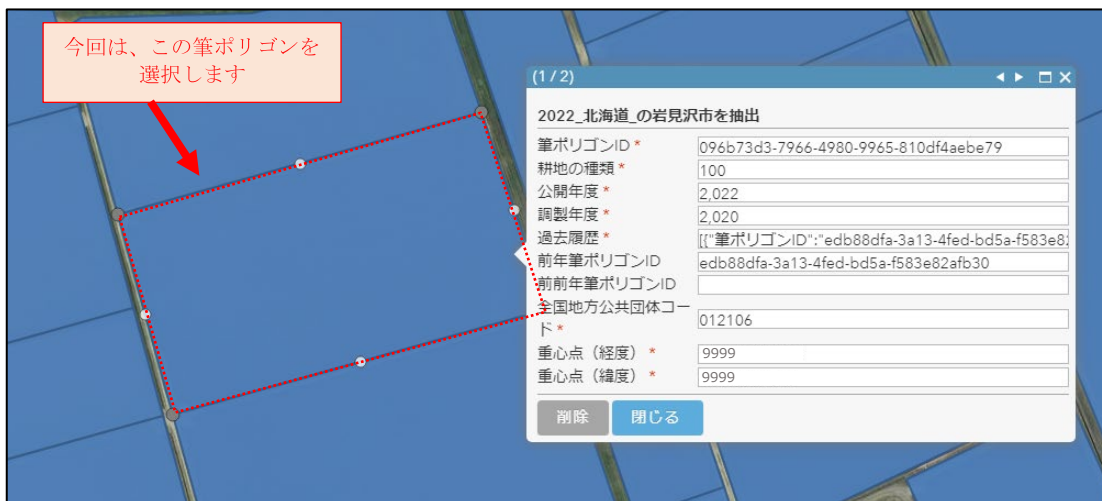 今回は、この筆ポリゴンを
選択します
(1/2)
2022_北海道_の岩見沢市を抽出
筆ポリゴンID * 096b73d3-7966-4980-9965-810df4aebe79
耕地の種類 * 100
公開年度 * 2,022
調製年度 * 2,020
過去履歴 * [{"筆ポリゴンID":"edb88dfa-3a13-4fed-bd5a-f583e82
前年筆ポリゴンID edb88dfa-3a13-4fed-bd5a-f583e82afb30
前前年筆ポリゴンID
全国地方公共団体コー
ド * 012106
重心点（経度） * 9999
重心点（緯度） * 9999
削除 閉じる